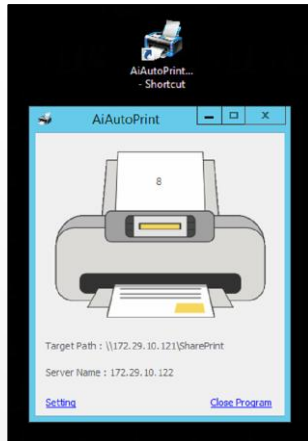 AiAutoPrint...
- Shortcut
AiAutoPrint
8
Target Path : \\172.29.10.121\SharePrint
Server Name : 172.29.10.122
Setting
Close Program